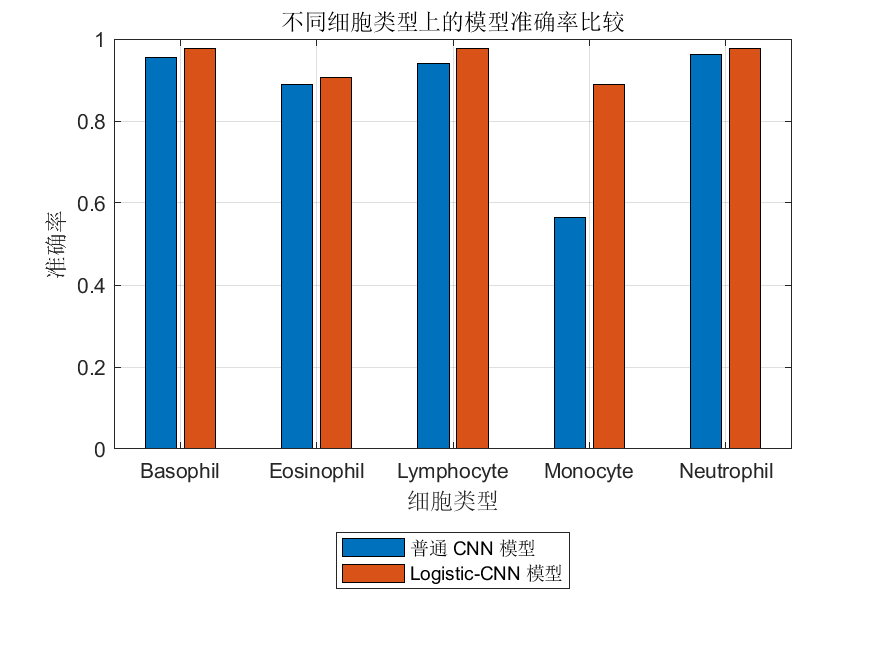 不同细胞类型上的模型准确率比较
1
0.8
0.6
0.4
0.2
0
准确率
Basophil
Eosinophil
Lymphocyte
Monocyte
Neutrophil
细胞类型
普通 CNN 模型
Logistic-CNN 模型